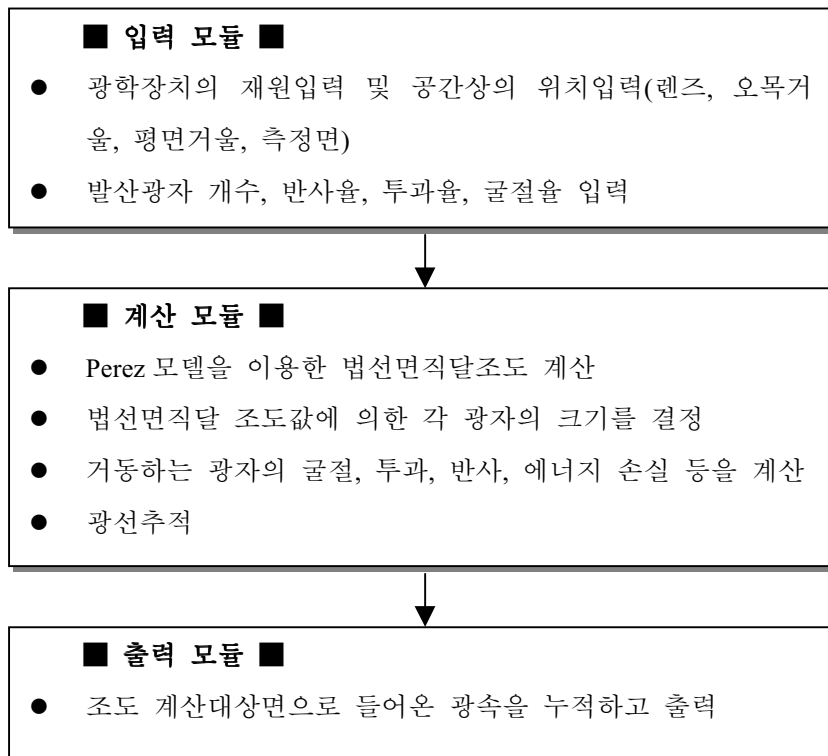 ■ 입력 모듈 ■
● 광학장치의 재원입력 및 공간상의 위치입력(렌즈, 오목거
울, 평면거울, 측정면)
● 발산광자 개수, 반사율, 투과율, 굴절율 입력
■ 계산 모듈 ■
● Perez 모델을 이용한 법선면직달조도 계산
● 법선면직달 조도값에 의한 각 광자의 크기를 결정
● 거동하는 광자의 굴절, 투과, 반사, 에너지 손실 등을 계산
● 광선추적
■ 출력 모듈 ■
● 조도 계산대상면으로 들어온 광속을 누적하고 출력